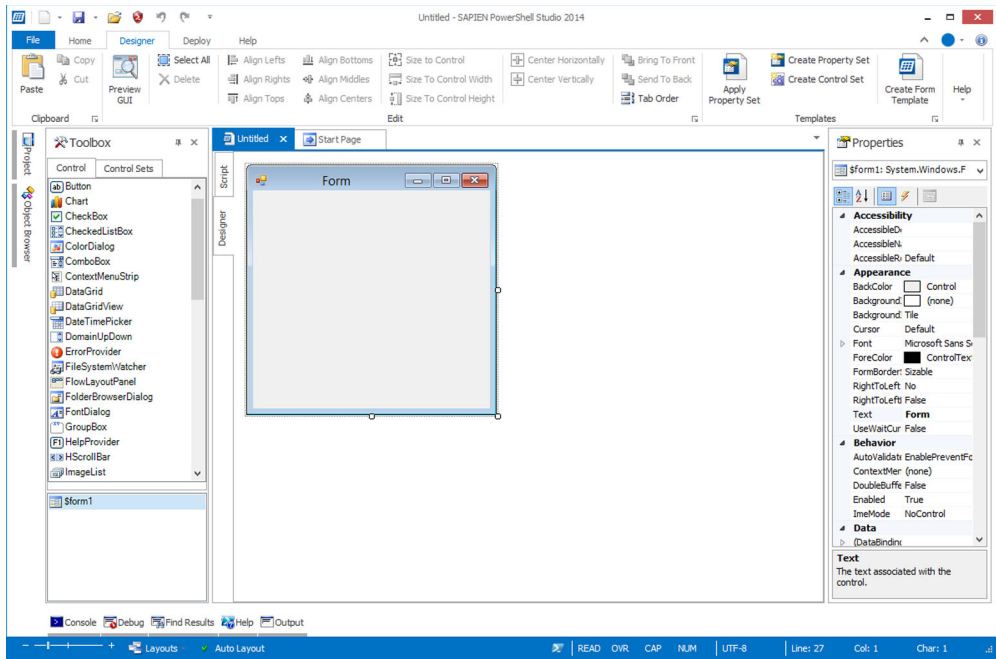 Untitled - SAPIEN PowerShell Studio 2014
File Home Designer Deploy Help
Paste
Copy
Cut
Clipboard
Preview GUI
Select All
Delete
Align Lefts
Align Rights
Align Tops
Align Bottoms
Align Middles
Align Centers
Size to Control
Size To Control Width
Size To Control Height
Center Horizontally
Center Vertically
Bring To Front
Send To Back
Tab Order
Edit
Apply Property Set
Create Property Set
Create Control Set
Create Form Template
Templates
Help
Project
Object Browser
Toolbox
Control Control Sets
Button
Chart
CheckBox
CheckedListBox
ColorDialog
ComboBox
ContextMenuStrip
DataGrid
DataGridView
DateTimePicker
DomainUpDown
ErrorProvider
FileSystemWatcher
FlowLayoutPanel
FolderBrowserDialog
FontDialog
GroupBox
HelpProvider
HScrollBar
ImageList
$form1
Untitled Start Page
Script
Designer
Form
Properties
$form1: System.Windows.F
Accessibility
AccessibleD
AccessibleN
AccessibleR Default
Appearance
BackColor Control
Background (none)
Background Tile
Cursor Default
Font Microsoft Sans S
ForeColor ControlTex
FormBorder Sizable
RightToLeft No
RightToLeft False
Text Form
UseWaitCur False
Behavior
AutoValidat EnablePreventFo
ContextMer (none)
DoubleBuffe False
Enabled True
ImeMode NoControl
Data
(DataBinding
Text
The text associated with the
control.
Console Debug Find Results Help Output
Layouts Auto Layout READ OVR CAP NUM UTF-8 Line: 27 Col: 1 Char: 1